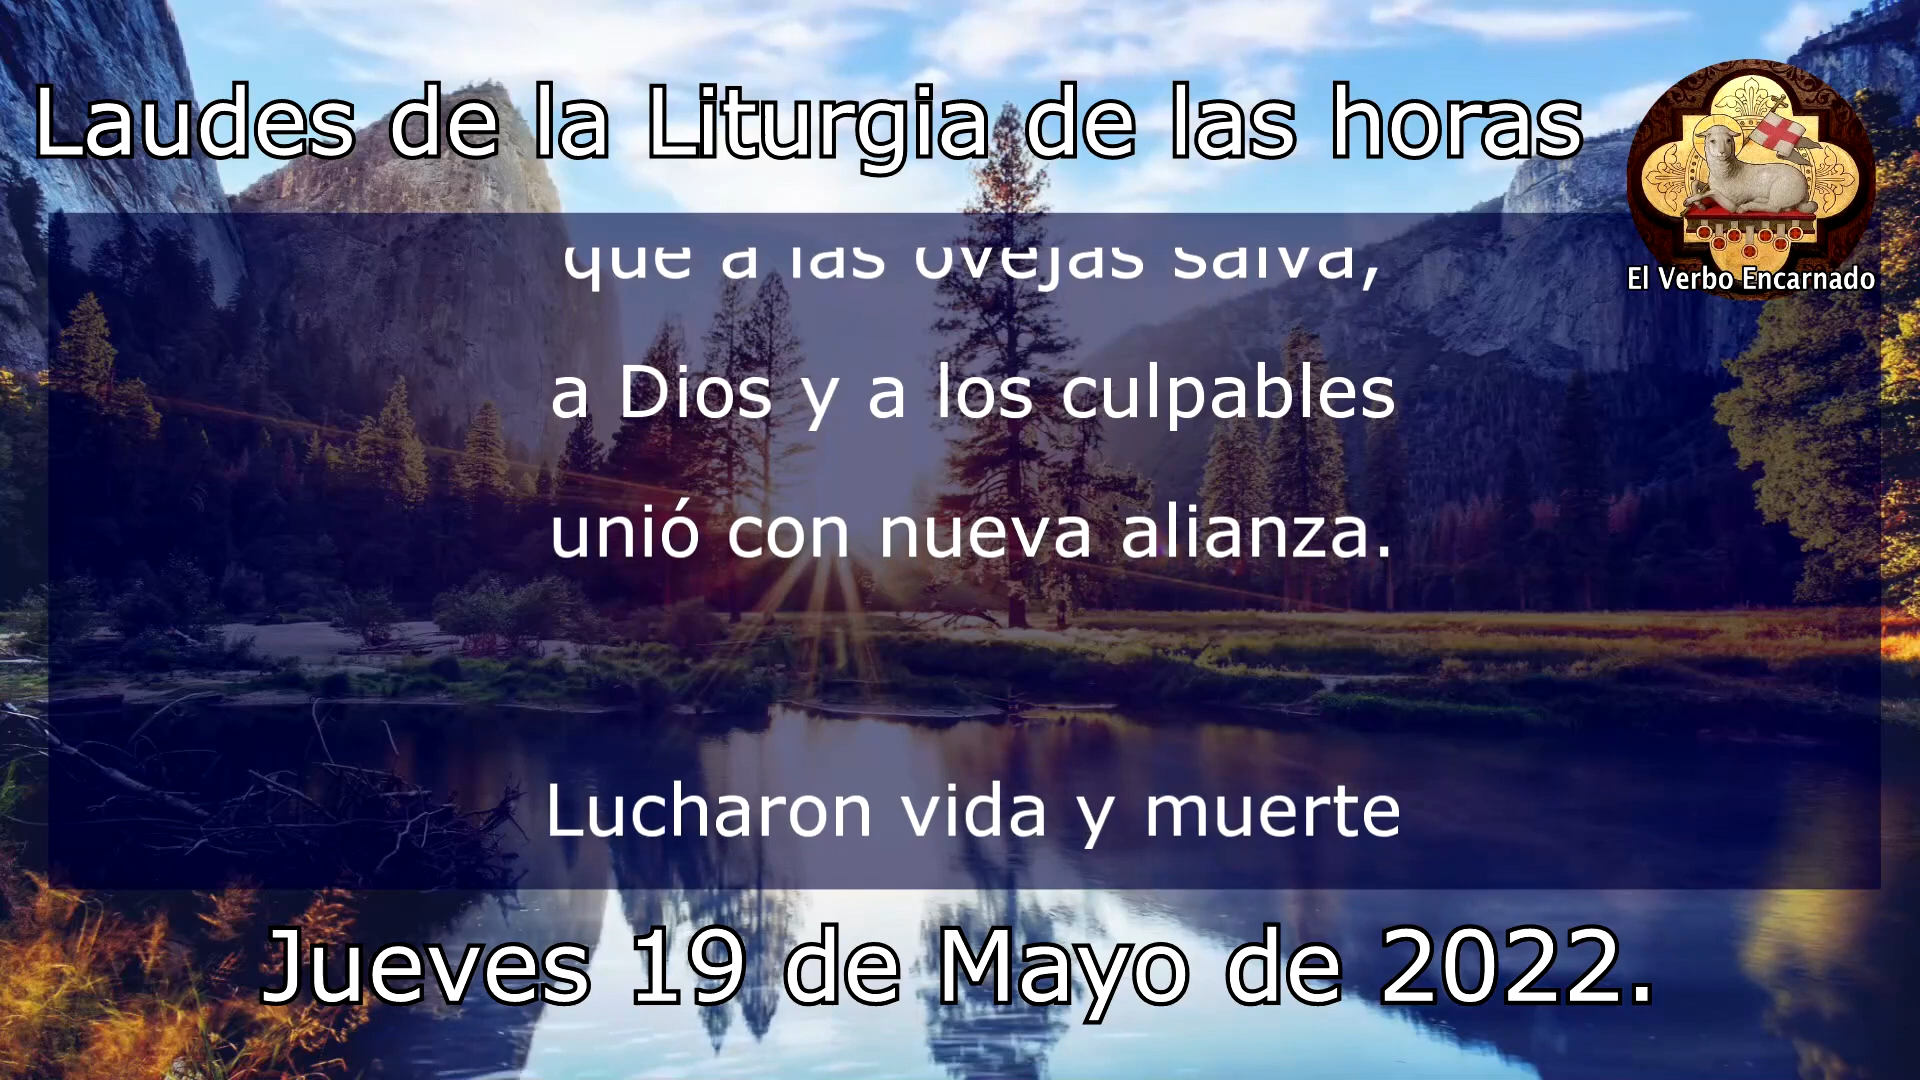 Laudes de la Liturgia de las horas
El Verbo Encarnado
que a las ovejas salva,
a Dios y a los culpables
unió con nueva alianza.
Lucharon vida y muerte
Jueves 19 de Mayo de 2022.